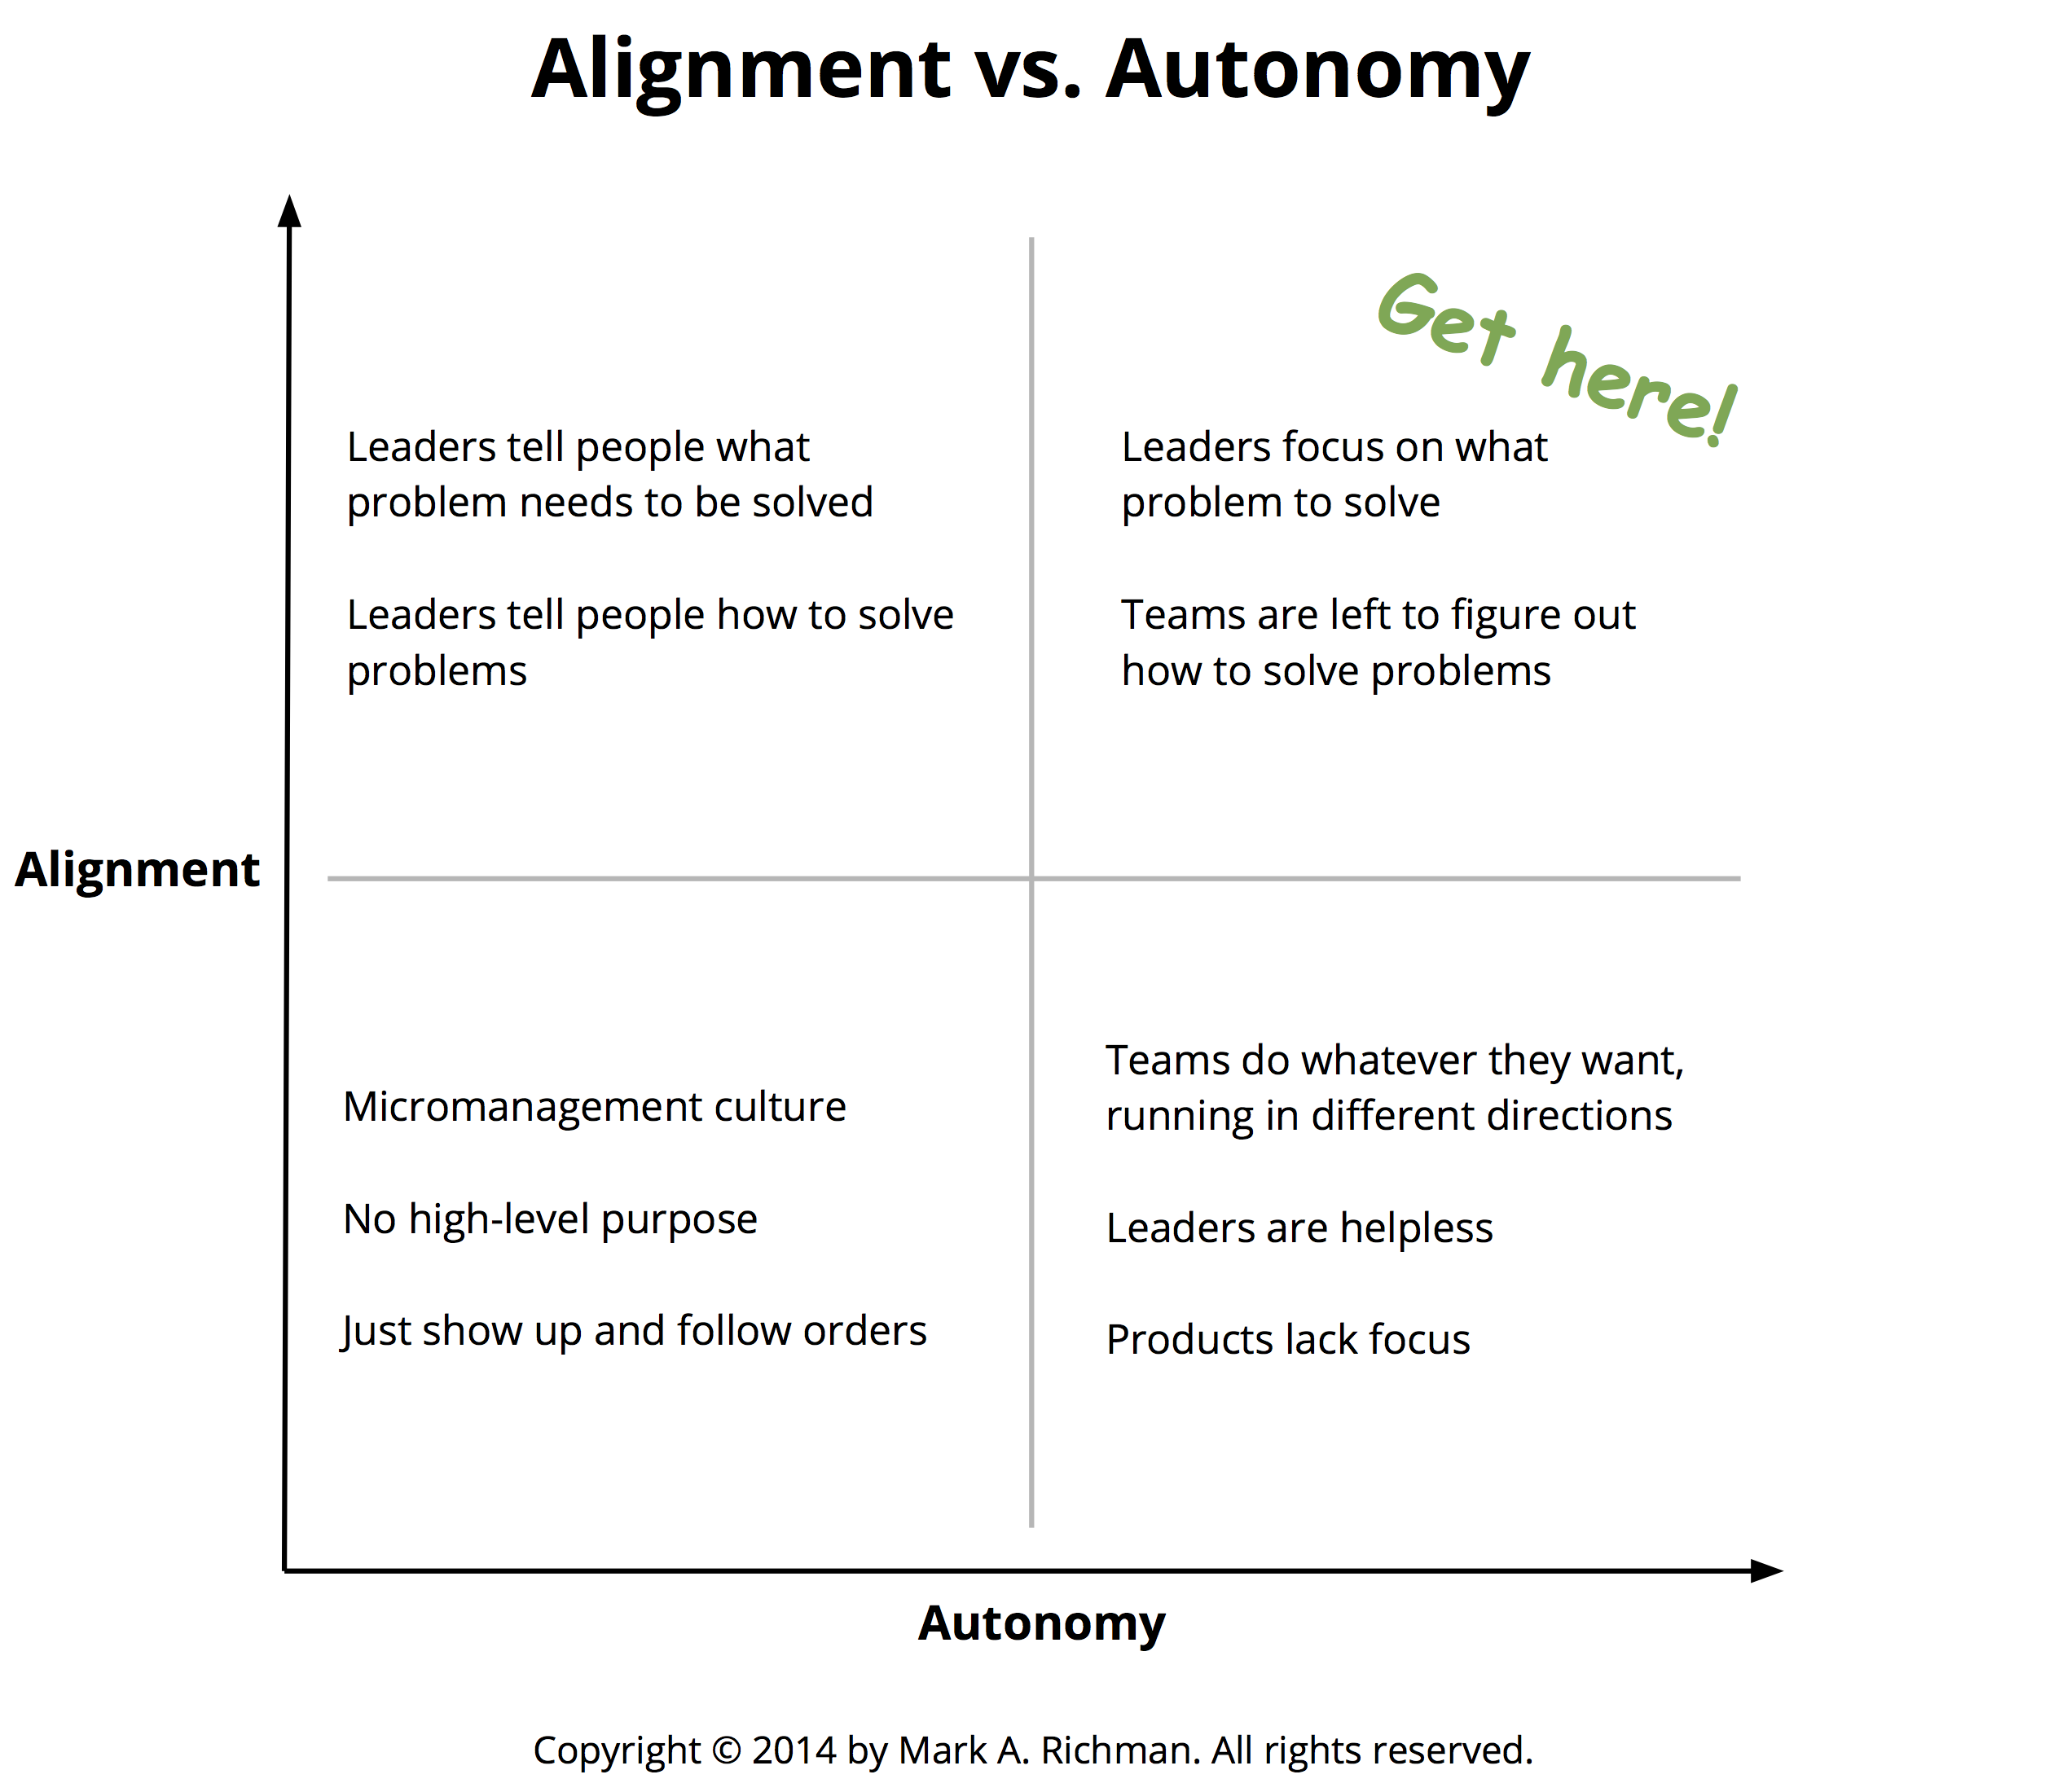 Alignment vs. Autonomy
Get here!
Leaders tell people what
problem needs to be solved
Leaders tell people how to solve
problems
Leaders focus on what
problem to solve
Teams are left to figure out
how to solve problems
Alignment
Micromanagement culture
No high-level purpose
Just show up and follow orders
Teams do whatever they want,
running in different directions
Leaders are helpless
Products lack focus
Autonomy
Copyright © 2014 by Mark A. Richman. All rights reserved.